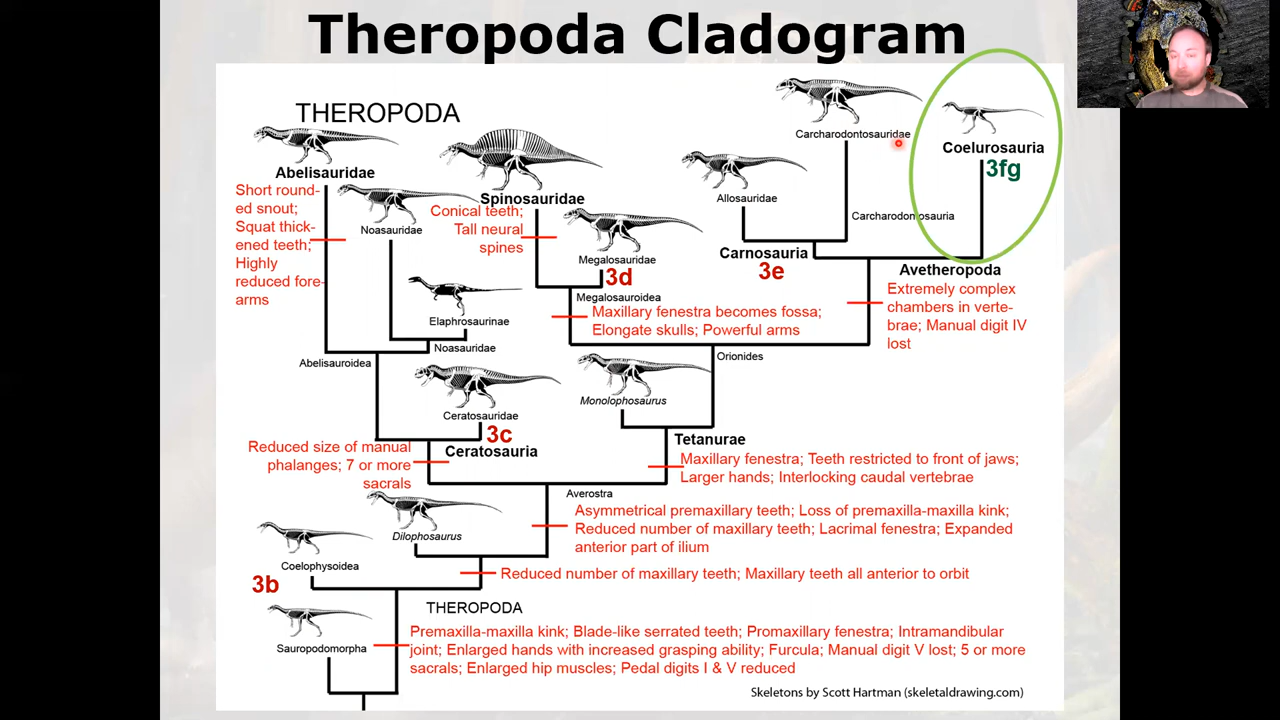 Theropoda Cladogram
THEROPODA
Abelisauridae
Short round-
ed snout;
Squat thick-
ened teeth;
Highly
reduced fore-
arms
Noasauridae
Elaphrosaurinae
Noasauridae
Abelisauroidea
Ceratosauridae
3c
Ceratosauria
Reduced size of manual
phalanges; 7 or more
sacrals
Spinosauridae
Conical teeth;
Tall neural
spines
Megalosauridae
3d
Megalosauroidea
Maxillary fenestra becomes fossa;
Elongate skulls; Powerful arms
Carcharodontosauridae
Allosauridae
Carcharodontosauria
Carnosauria
3e
Coelurosauria
3fg
Avetheropoda
Extremely complex
chambers in verte-
brae; Manual digit IV
lost
Orionides
Monolophosaurus
Tetanurae
Maxillary fenestra; Teeth restricted to front of jaws;
Larger hands; Interlocking caudal vertebrae
Averostra
Asymmetrical premaxillary teeth; Loss of premaxilla-maxilla kink;
Reduced number of maxillary teeth; Lacrimal fenestra; Expanded
anterior part of ilium
Dilophosaurus
Coelophysoidea
3b
Reduced number of maxillary teeth; Maxillary teeth all anterior to orbit
THEROPODA
Sauropodomorpha
Premaxilla-maxilla kink; Blade-like serrated teeth; Promaxillary fenestra; Intramandibular
joint; Enlarged hands with increased grasping ability; Furcula; Manual digit V lost; 5 or more
sacrals; Enlarged hip muscles; Pedal digits I & V reduced
Skeletons by Scott Hartman (skeletaldrawing.com)